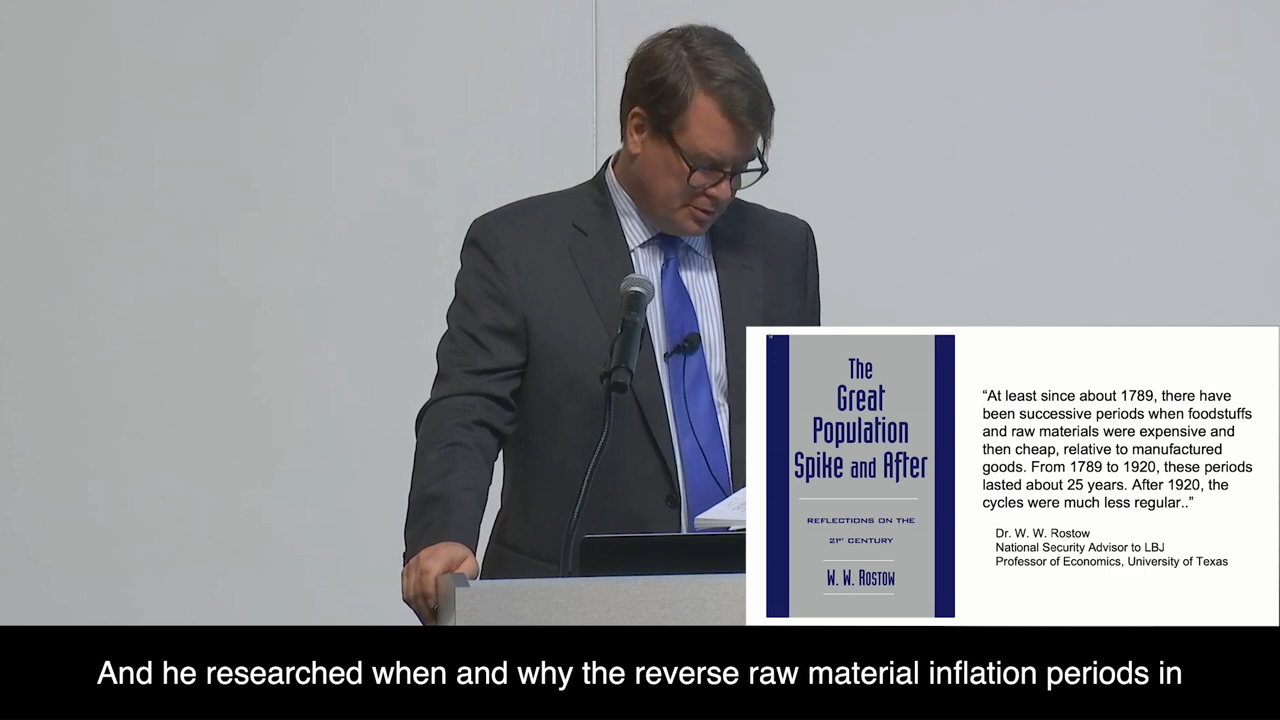 The
Great
Population
Spike and After
REFLECTIONS ON THE
21ST CENTURY
W. W. ROSTOW
“At least since about 1789, there have
been successive periods when foodstuffs
and raw materials were expensive and
then cheap, relative to manufactured
goods. From 1789 to 1920, these periods
lasted about 25 years. After 1920, the
cycles were much less regular..”
Dr. W. W. Rostow
National Security Advisor to LBJ
Professor of Economics, University of Texas
And he researched when and why the reverse raw material inflation periods in